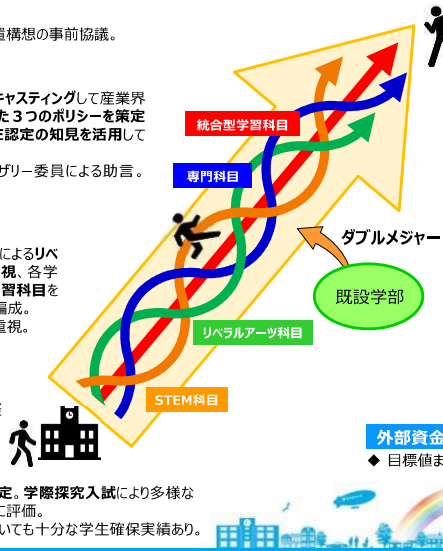 置構想の事前協議。
キャスティングして産業界
た３つのポリシーを策定
E認定の知見を活用して
ザリー委員による助言。
統合型学習科目
専門科目
によるリベ
視、各学
習科目を
編成。
重視。
ダブルメジャー
既設学部
リベラルアーツ科目
STEM科目
外部資金
◆ 目標値ま
定。学際探究入試により多様な
に評価。
いても十分な学生確保実績あり。